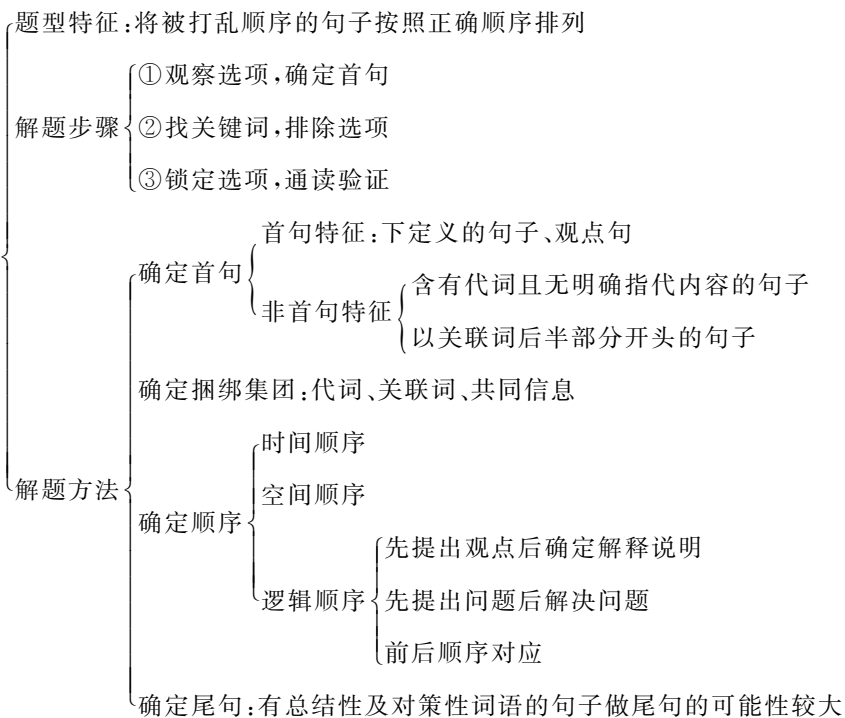 题型特征:将被打乱顺序的句子按照正确顺序排列
解题步骤
①观察选项,确定首句
②找关键词,排除选项
③锁定选项,通读验证
解题方法
确定首句
首句特征:下定义的句子、观点句
非首句特征
含有代词且无明确指代内容的句子
以关联词后半部分开头的句子
确定捆绑集团:代词、关联词、共同信息
确定顺序
时间顺序
空间顺序
逻辑顺序
先提出观点后确定解释说明
先提出问题后解决问题
前后顺序对应
确定尾句:有总结性及对策性词语的句子做尾句的可能性较大